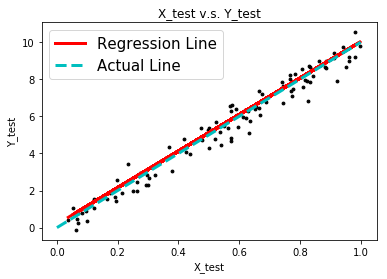 X_test v.s. Y_test
Regression Line
Actual Line
10
8
6
4
2
0
Y_test
0.0 0.2 0.4 0.6 0.8 1.0
X_test